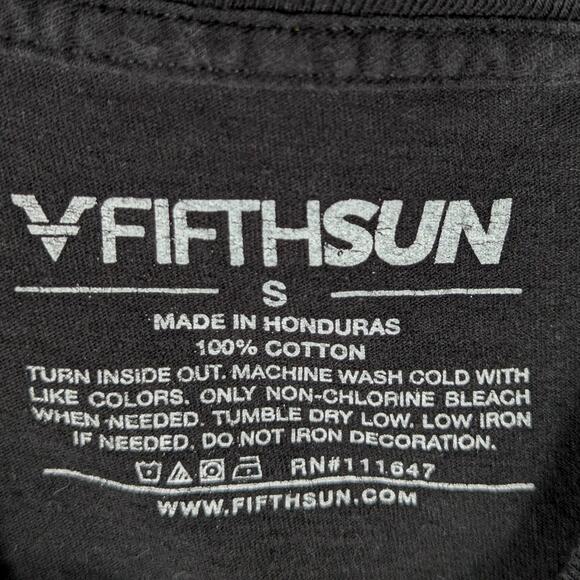 FIFTHSUN
S
MADE IN HONDURAS
100% COTTON
TURN INSIDE OUT. MACHINE WASH COLD WITH
LIKE COLORS. ONLY NON-CHLORINE BLEACH
WHEN NEEDED. TUMBLE DRY LOW. LOW IRON
IF NEEDED. DO NOT IRON DECORATION.
RN#111647
WWW.FIFTHSUN.COM